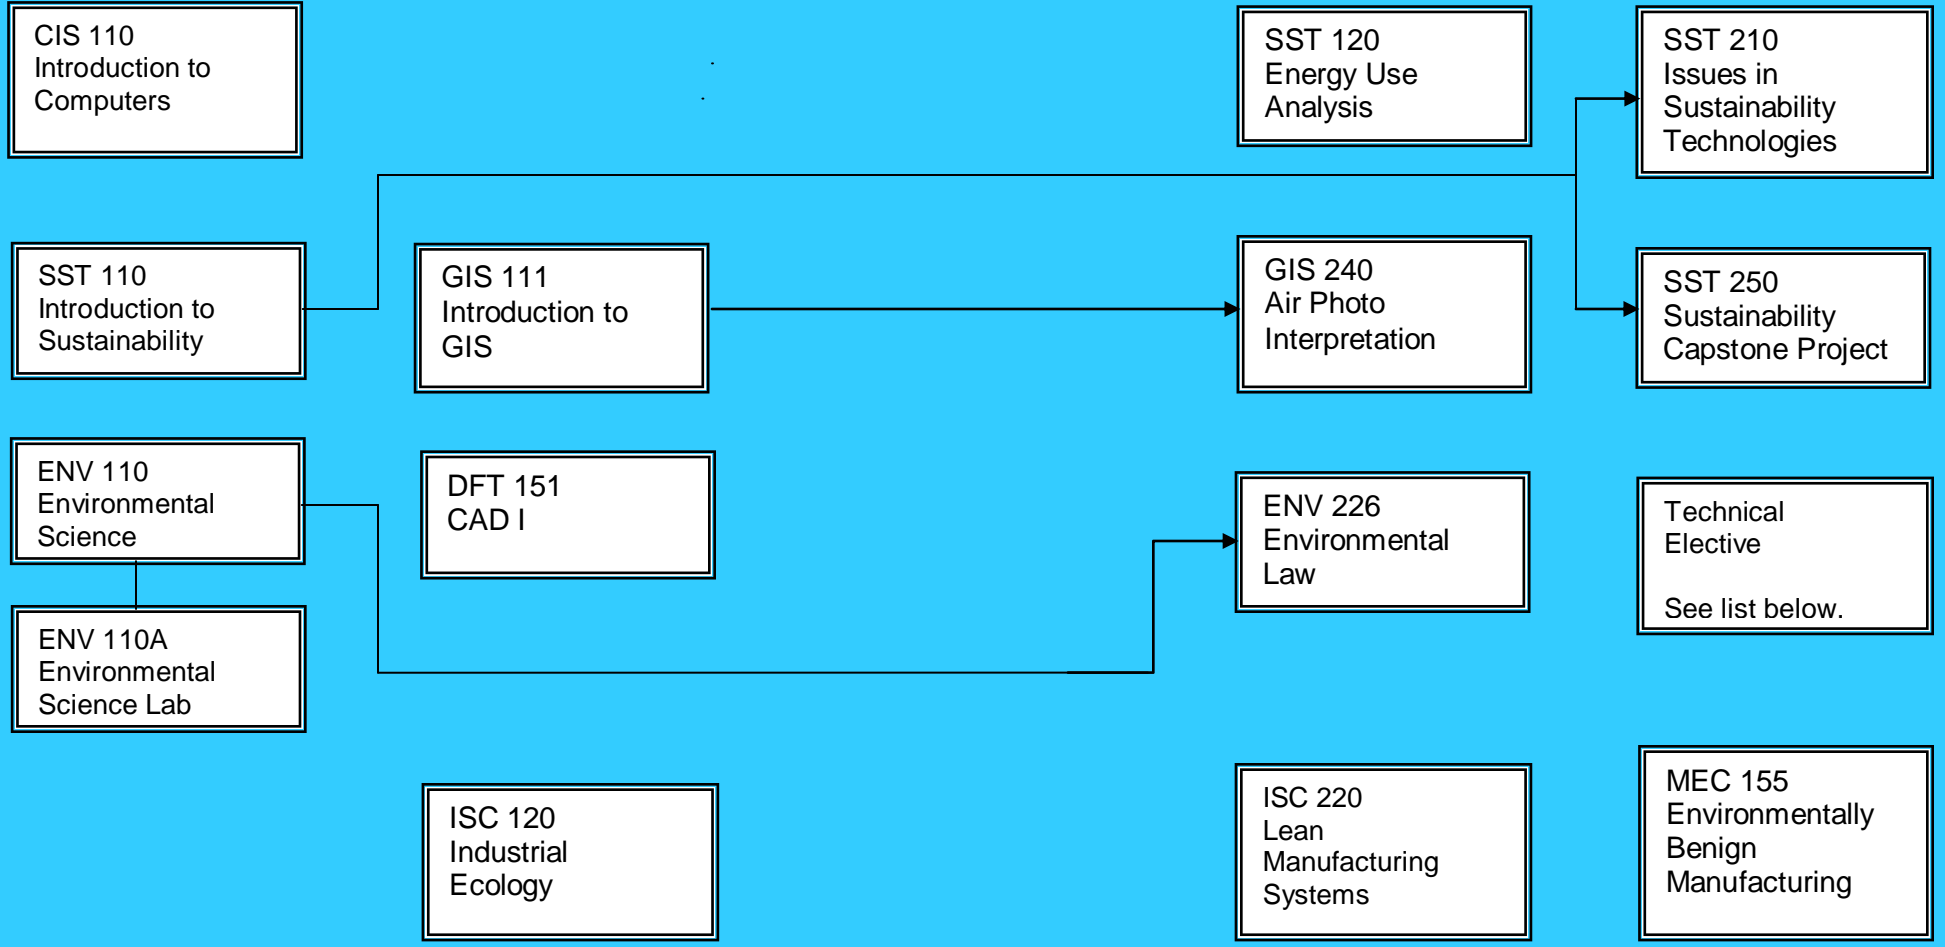 CIS 110
Introduction to
Computers
SST 120
Energy Use
Analysis
SST 210
Issues in
Sustainability
Technologies
SST 110
Introduction to
Sustainability
GIS 111
Introduction to
GIS
GIS 240
Air Photo
Interpretation
SST 250
Sustainability
Capstone Project
ENV 110
Environmental
Science
DFT 151
CAD I
ENV 226
Environmental
Law
Technical
Elective
See list below.
ENV 110A
Environmental
Science Lab
ISC 120
Industrial
Ecology
ISC 220
Lean
Manufacturing
Systems
MEC 155
Environmentally
Benign
Manufacturing